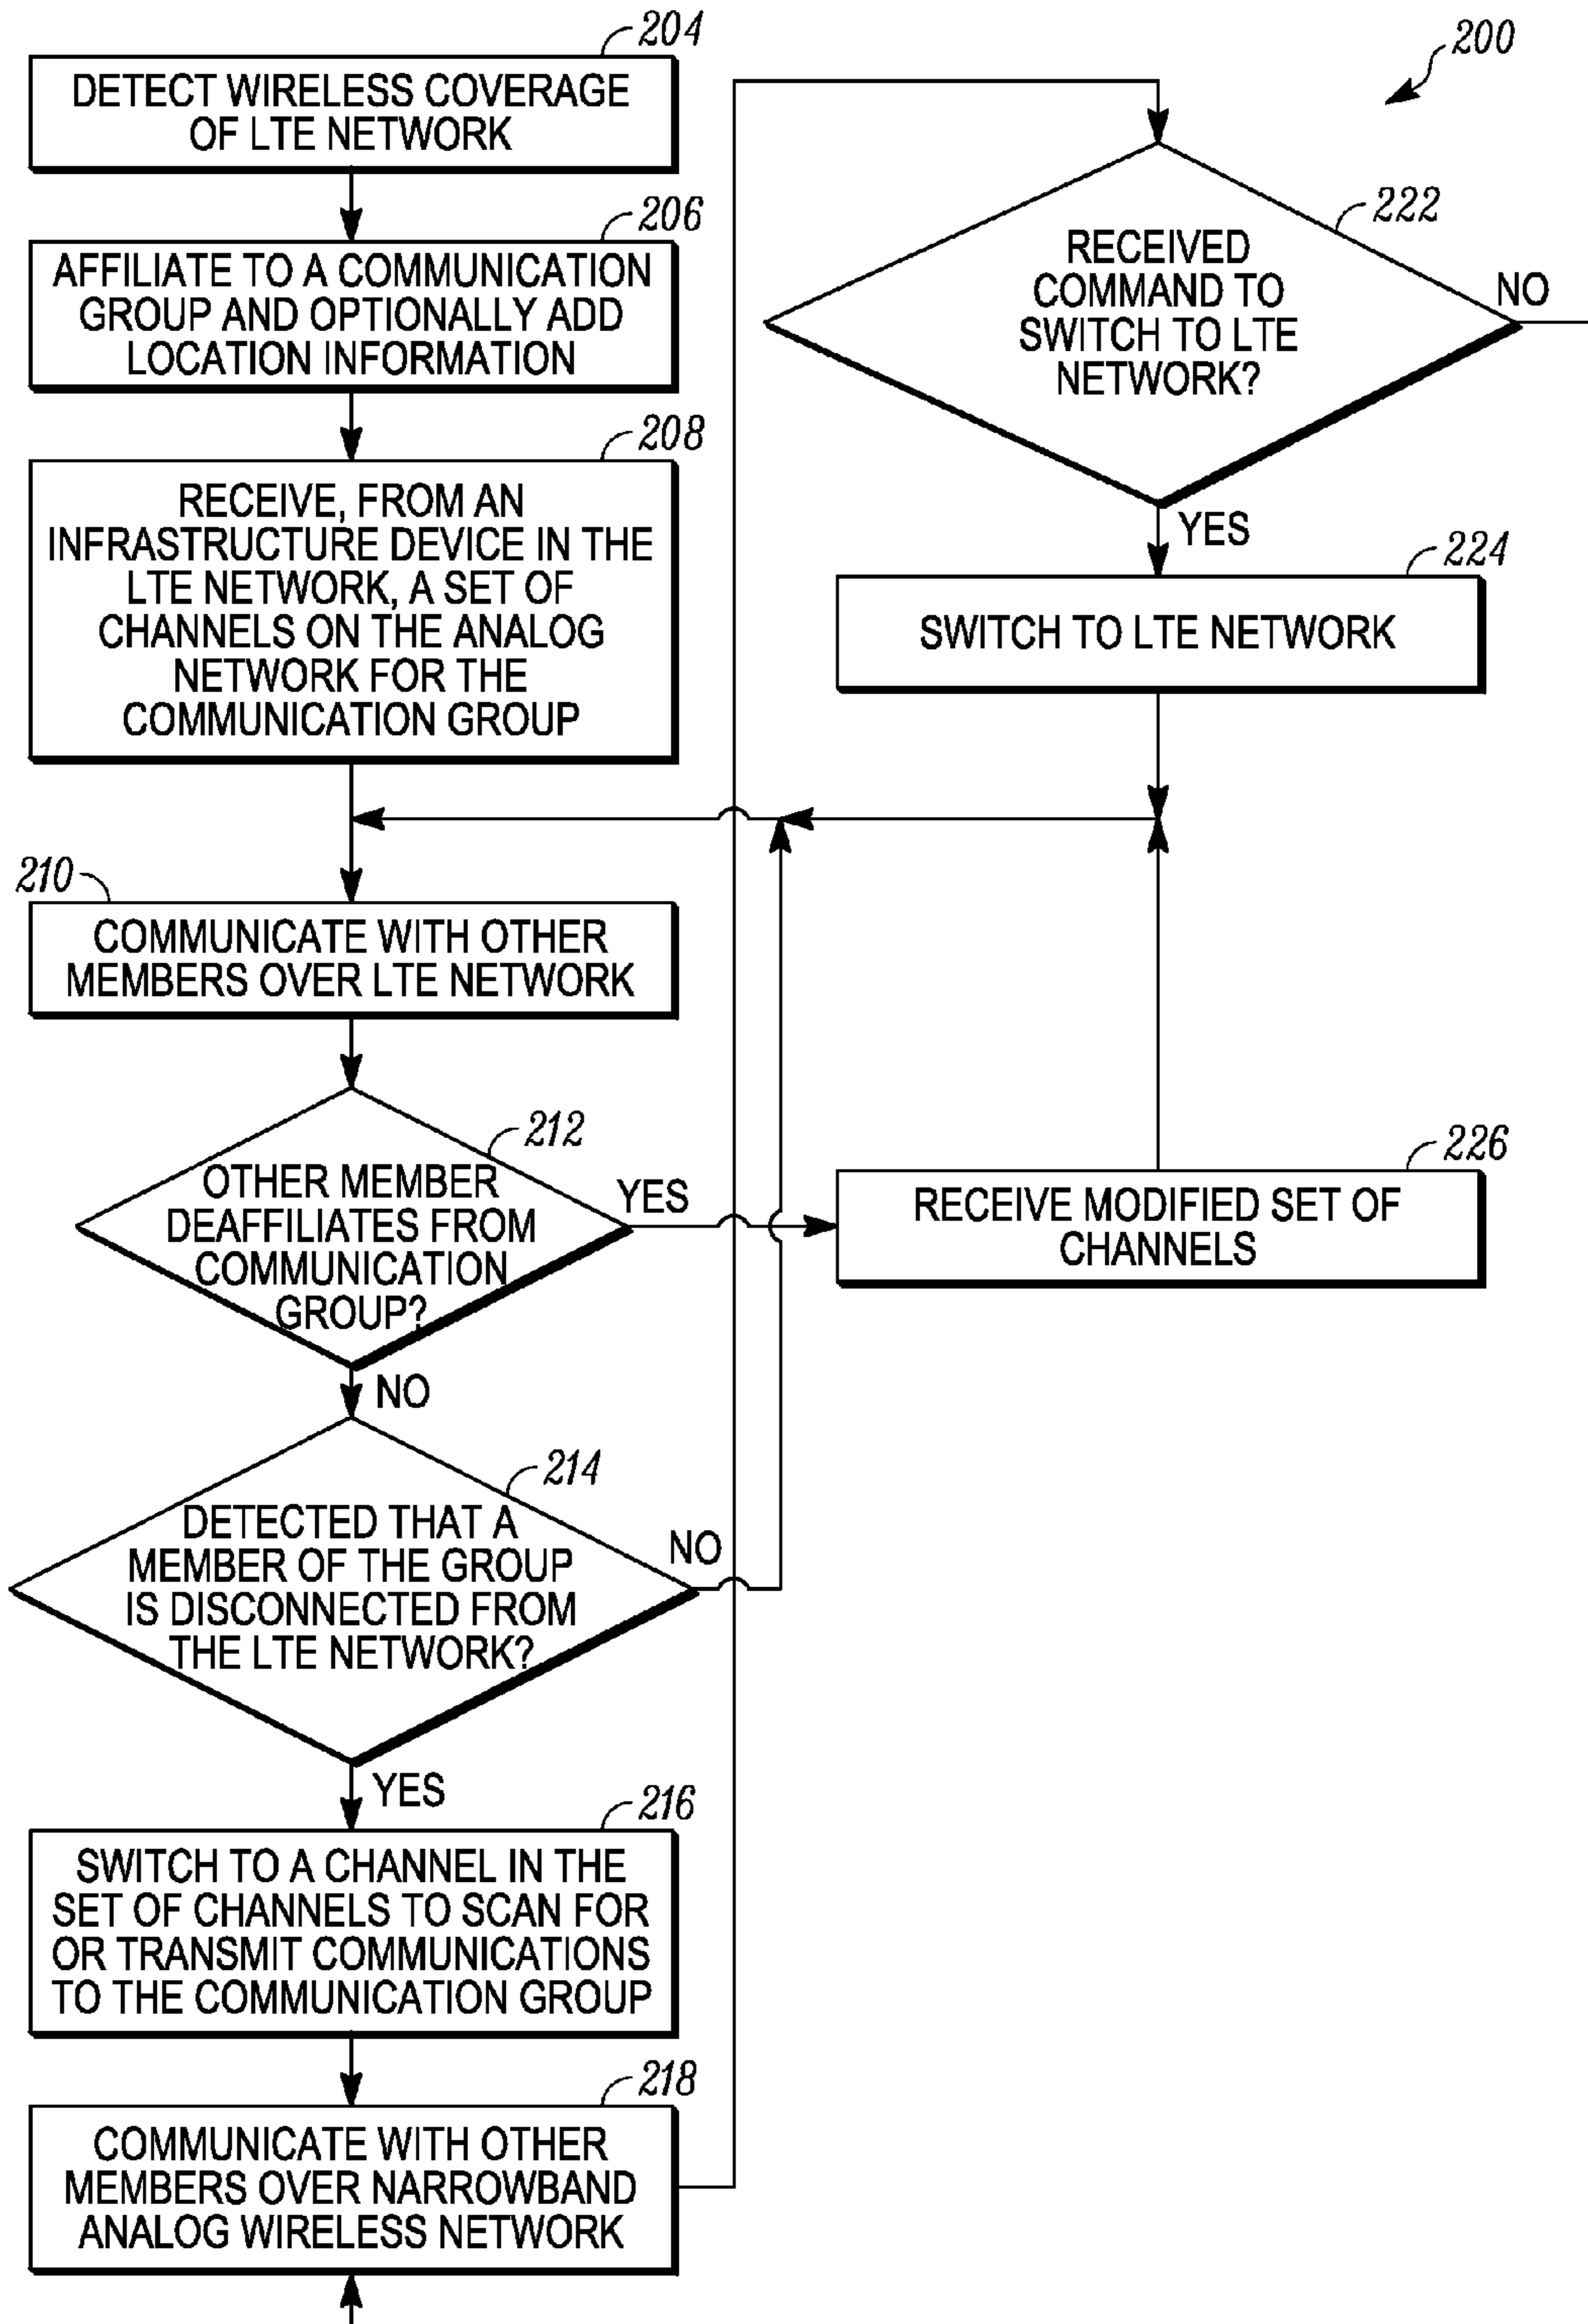 204
DETECT WIRELESS COVERAGE
OF LTE NETWORK
206
AFFILIATE TO A COMMUNICATION
GROUP AND OPTIONALLY ADD
LOCATION INFORMATION
208
RECEIVE, FROM AN
INFRASTRUCTURE DEVICE IN THE
LTE NETWORK, A SET OF
CHANNELS ON THE ANALOG
NETWORK FOR THE
COMMUNICATION GROUP
210
COMMUNICATE WITH OTHER
MEMBERS OVER LTE NETWORK
212
OTHER MEMBER
DEAFFILIATES FROM
COMMUNICATION
GROUP?
YES
NO
214
DETECTED THAT A
MEMBER OF THE GROUP
IS DISCONNECTED FROM
THE LTE NETWORK?
NO
YES
216
SWITCH TO A CHANNEL IN THE
SET OF CHANNELS TO SCAN FOR
OR TRANSMIT COMMUNICATIONS
TO THE COMMUNICATION GROUP
218
COMMUNICATE WITH OTHER
MEMBERS OVER NARROWBAND
ANALOG WIRELESS NETWORK
200
222
RECEIVED
COMMAND TO
SWITCH TO LTE
NETWORK?
NO
YES
224
SWITCH TO LTE NETWORK
226
RECEIVE MODIFIED SET OF
CHANNELS